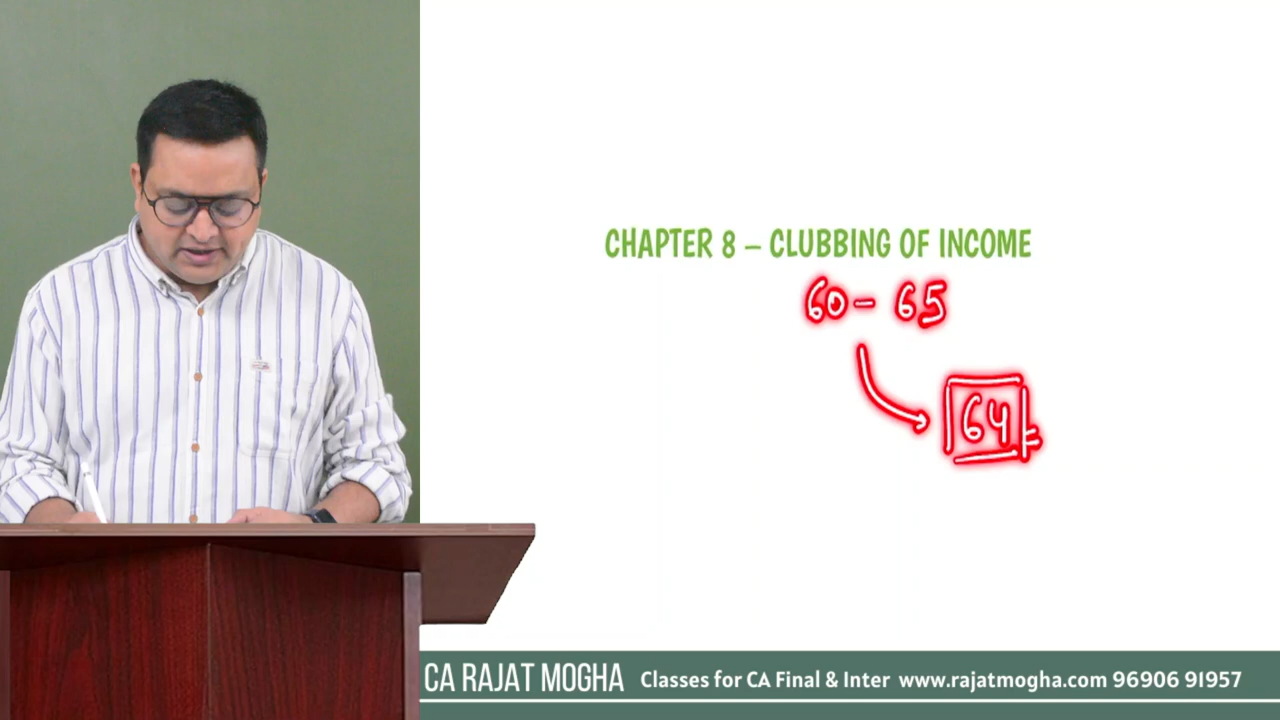 CHAPTER 8 – CLUBBING OF INCOME
60 - 65
64
CA RAJAT MOGHA Classes for CA Final & Inter www.rajatmogha.com 96906 91957